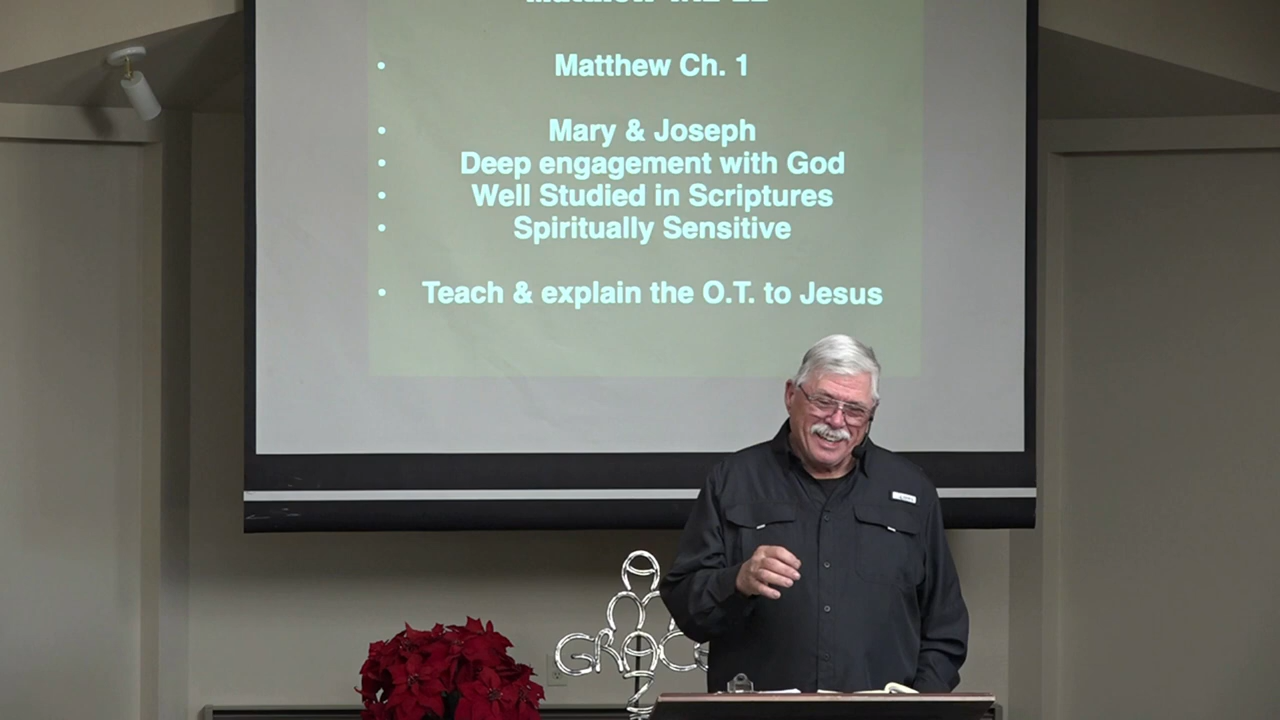 Matthew Ch. 1
Mary & Joseph
Deep engagement with God
Well Studied in Scriptures
Spiritually Sensitive
Teach & explain the O.T. to Jesus
GRACE